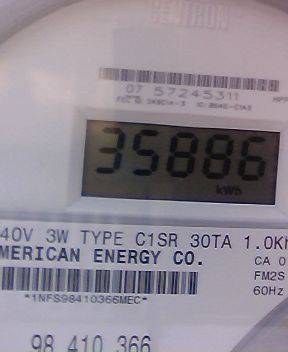 CENTRON
07 57245311
35886
kWh
40V 3W TYPE C1SR 30TA 1.0Kh
MERICAN ENERGY CO.
CA 0
FM2S
60Hz
*1NFS98410366MEC*
98 410 366